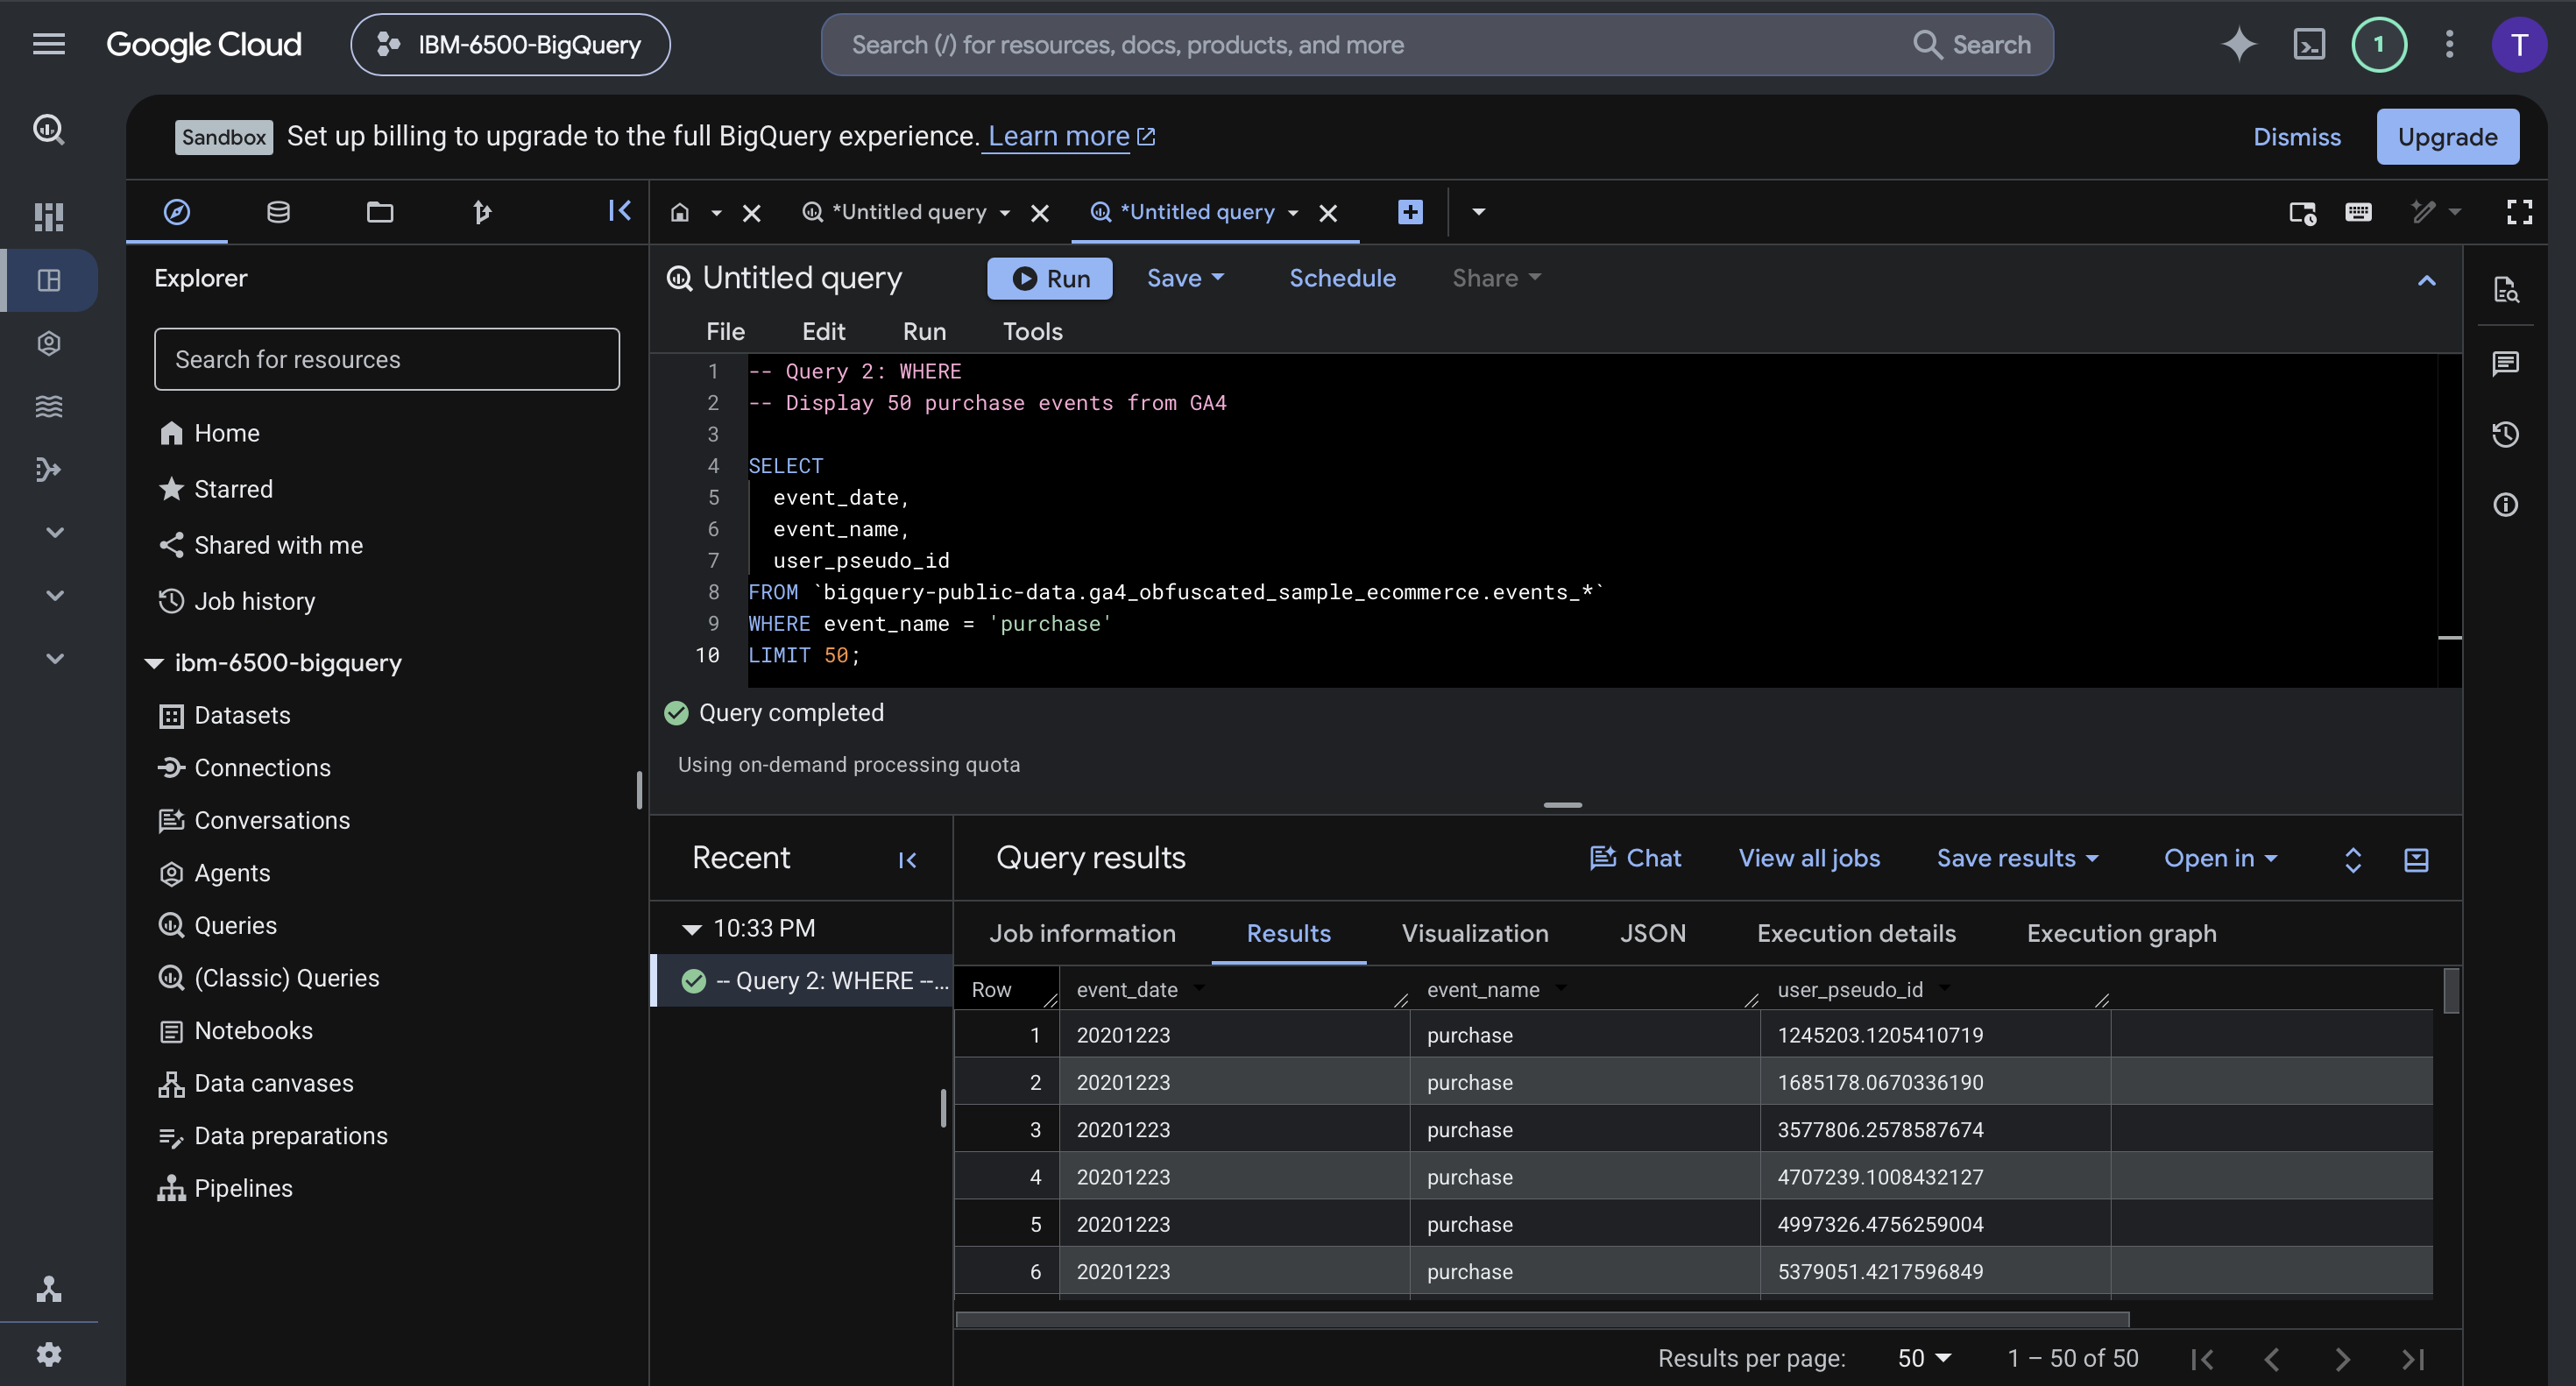 Google Cloud
IBM-6500-BigQuery
Search (/) for resources, docs, products, and more
Search
1
T
Sandbox
Set up billing to upgrade to the full BigQuery experience. Learn more
Dismiss
Upgrade
*Untitled query
*Untitled query
Explorer
Search for resources
Home
Starred
Shared with me
Job history
ibm-6500-bigquery
Datasets
Connections
Conversations
Agents
Queries
(Classic) Queries
Notebooks
Data canvases
Data preparations
Pipelines
Untitled query
Run
Save
Schedule
Share
File Edit Run Tools
1 -- Query 2: WHERE
2 -- Display 50 purchase events from GA4
3
4 SELECT
5 event_date,
6 event_name,
7 user_pseudo_id
8 FROM `bigquery-public-data.ga4_obfuscated_sample_ecommerce.events_*`
9 WHERE event_name = 'purchase'
10 LIMIT 50;
Query completed
Using on-demand processing quota
Recent
10:33 PM
-- Query 2: WHERE --...
Query results
Chat
View all jobs
Save results
Open in
Job information Results Visualization JSON Execution details Execution graph
Row event_date event_name user_pseudo_id
1 20201223 purchase 1245203.1205410719
2 20201223 purchase 1685178.0670336190
3 20201223 purchase 3577806.2578587674
4 20201223 purchase 4707239.1008432127
5 20201223 purchase 4997326.4756259004
6 20201223 purchase 5379051.4217596849
Results per page: 50 1 – 50 of 50